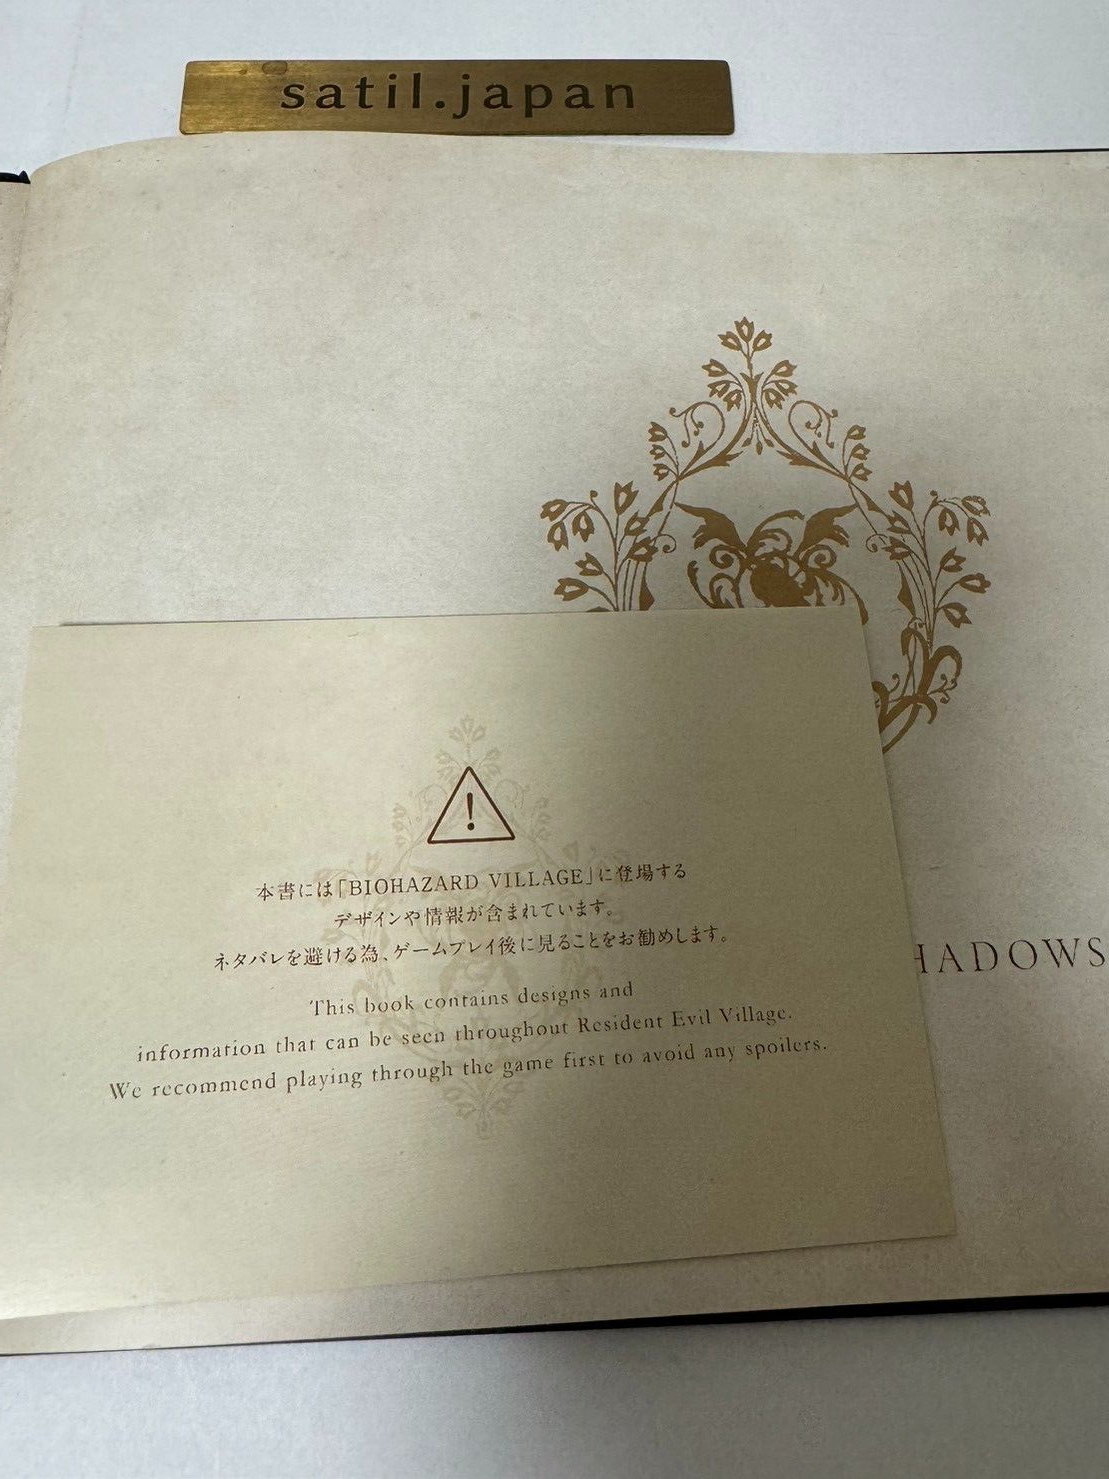 satil.japan
本書には「BIOHAZARD VILLAGE」に登場する
デザインや情報が含まれています。
ネタバレを避ける為、ゲームプレイ後に見ることをお勧めします。
This book contains designs and
information that can be seen throughout Resident Evil Village.
We recommend playing through the game first to avoid any spoilers.
HADOWS